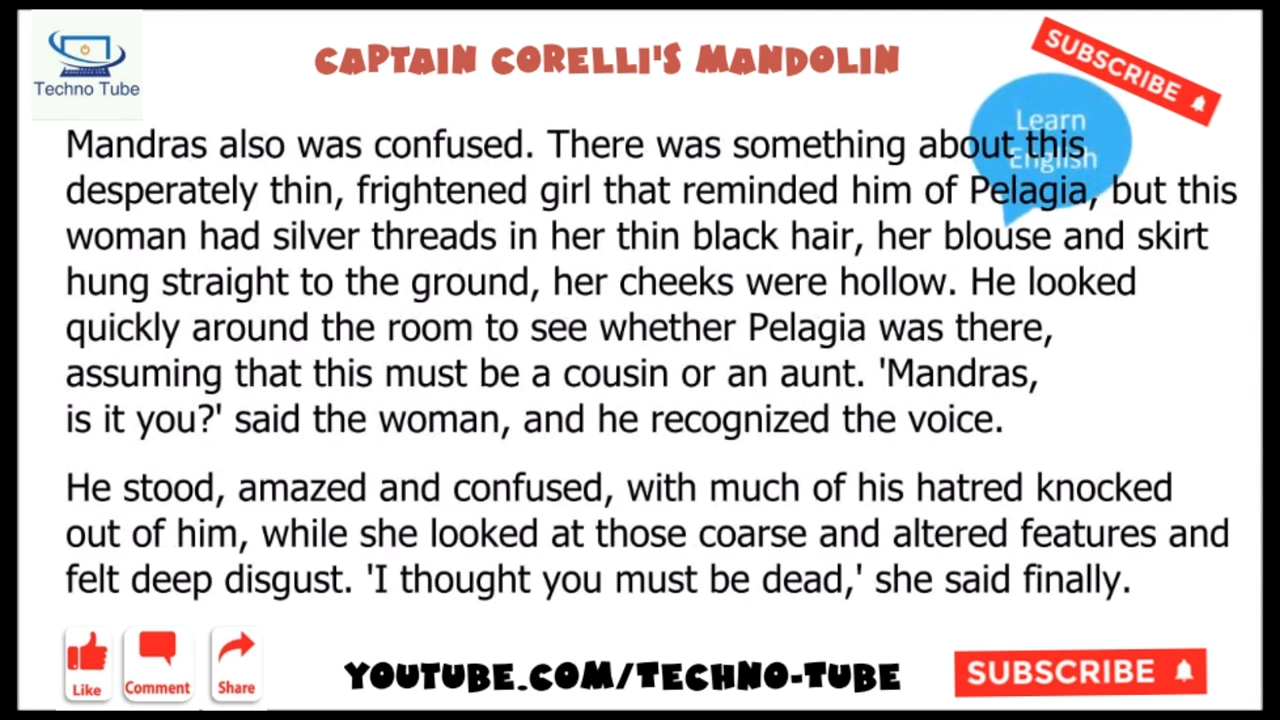 Techno Tube
CAPTAIN CORELLI'S MANDOLIN
SUBSCRIBE
Learn
English
Mandras also was confused. There was something about this
desperately thin, frightened girl that reminded him of Pelagia, but this
woman had silver threads in her thin black hair, her blouse and skirt
hung straight to the ground, her cheeks were hollow. He looked
quickly around the room to see whether Pelagia was there,
assuming that this must be a cousin or an aunt. 'Mandras,
is it you?' said the woman, and he recognized the voice.
He stood, amazed and confused, with much of his hatred knocked
out of him, while she looked at those coarse and altered features and
felt deep disgust. 'I thought you must be dead,' she said finally.
Like
Comment
Share
YOUTUBE.COM/TECHNO-TUBE
SUBSCRIBE